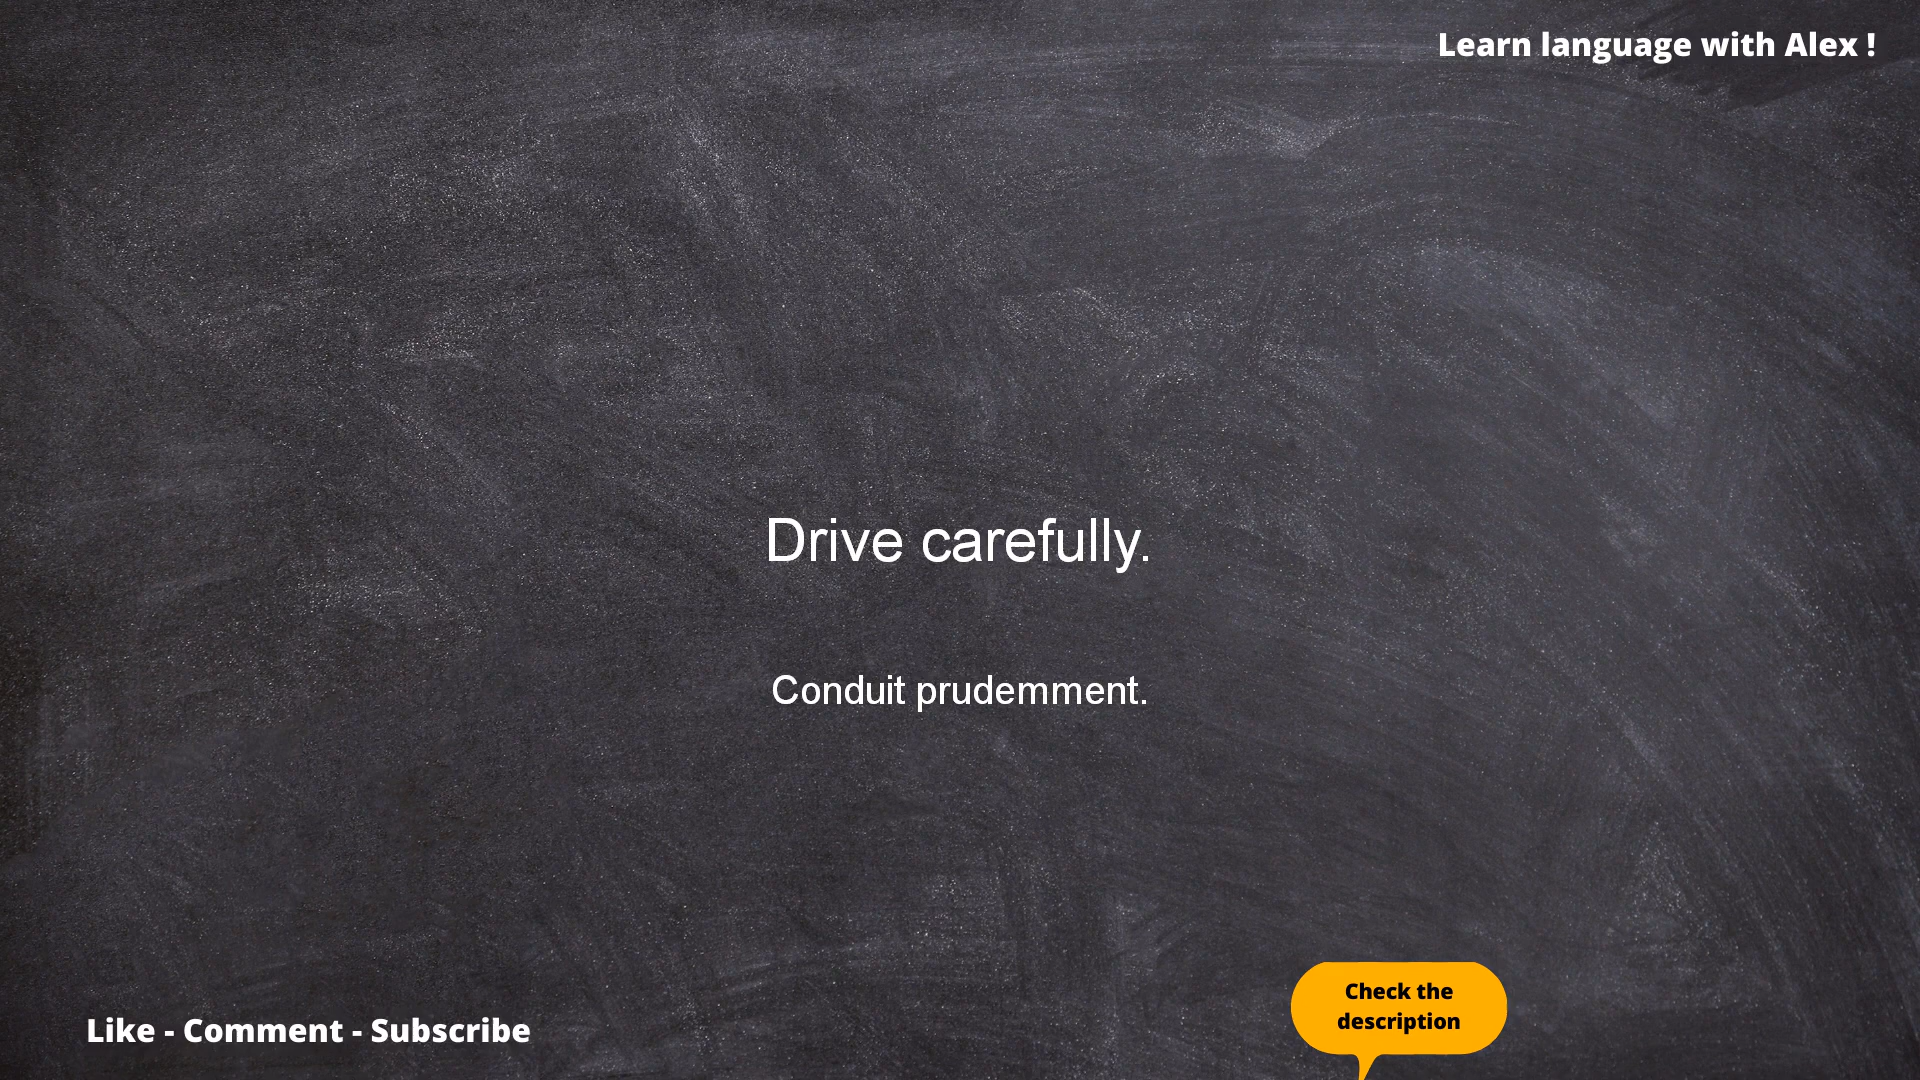 Learn language with Alex !
Drive carefully.
Conduit prudemment.
Check the
description
Like - Comment - Subscribe